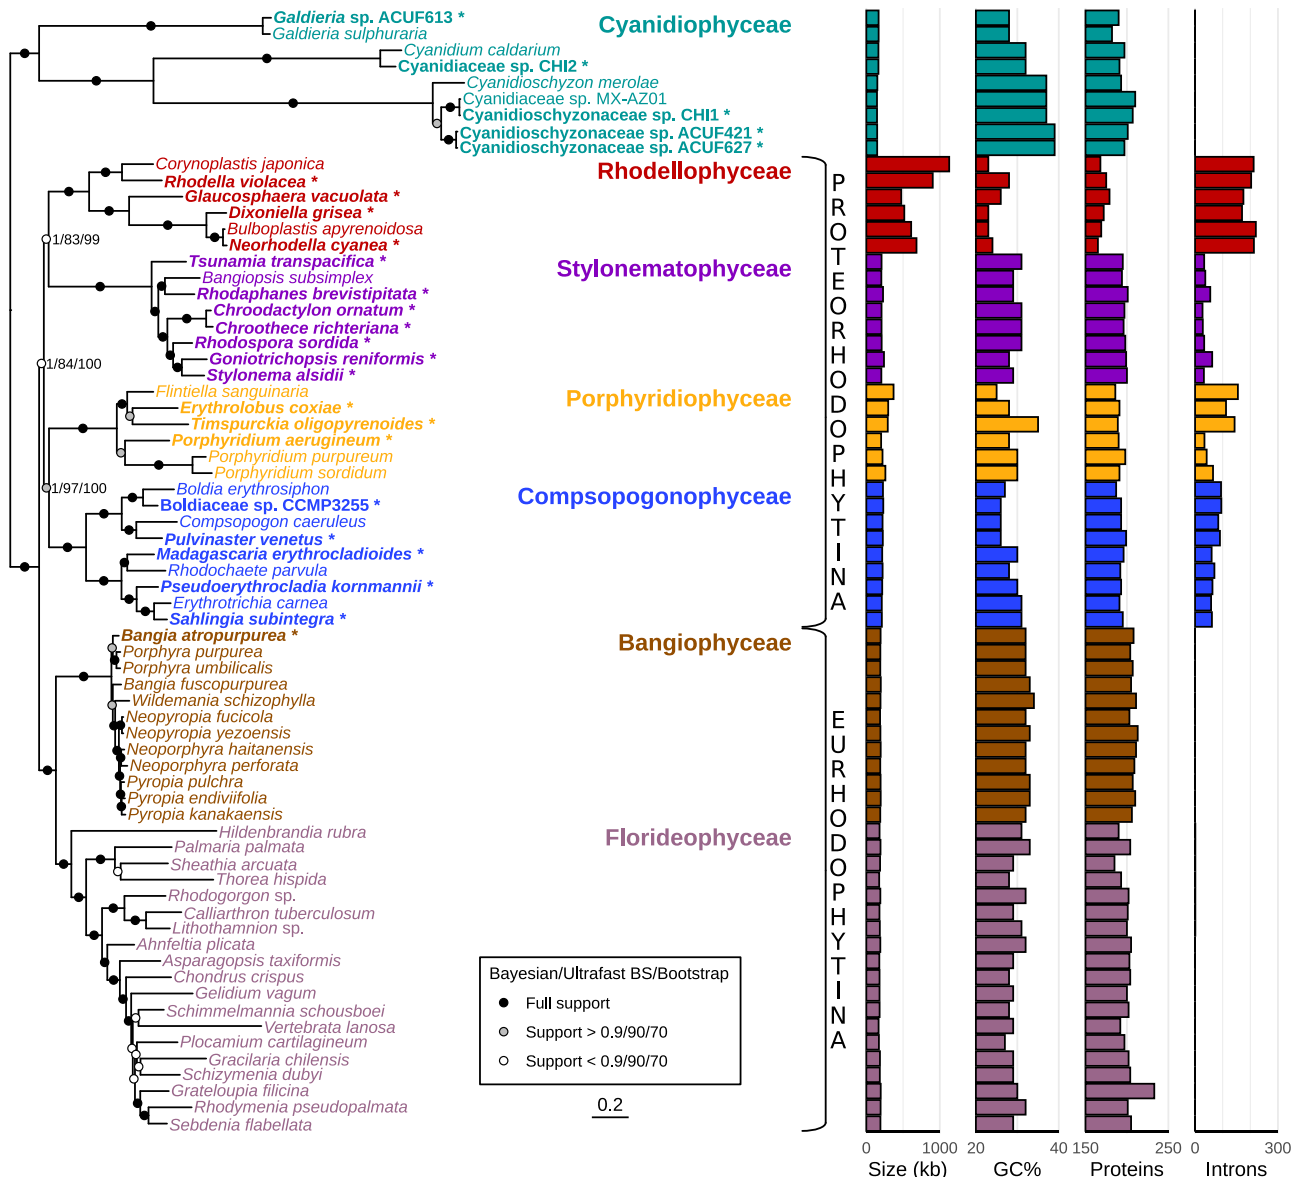 Galdieria sp. ACUF613 *
Galdieria sulphuraria
Cyanidium caldarium
Cyanidiaceae sp. CHI2 *
Cyanidioschyzon merolae
Cyanidiaceae sp. MX-AZ01
Cyanidioschyzonaceae sp. CHI1 *
Cyanidioschyzonaceae sp. ACUF421 *
Cyanidioschyzonaceae sp. ACUF627 *
Cyanidiophyceae
Corynoplastis japonica
Rhodella violacea *
Glaucosphaera vacuolata *
Dixoniella grisea *
Bulboplastis apyrenoidosa
Neorhodella cyanea *
Rhodellophyceae
1/83/99
Tsunamia transpacifica *
Bangiopsis subsimplex
Rhodaphanes brevistipitata *
Chroodactylon ornatum *
Chroothece richteriana *
Rhodospora sordida *
Goniotrichopsis reniformis *
Stylonema alsidii *
Stylonematophyceae
1/84/100
Flintiella sanguinaria
Erythrolobus coxiae *
Timspurckia oligopyrenoides *
Porphyridium aerugineum *
Porphyridium purpureum
Porphyridium sordidum
Porphyridiophyceae
1/97/100
Boldia erythrosiphon
Boldiaceae sp. CCMP3255 *
Compsopogon caeruleus
Pulvinaster venetus *
Madagascaria erythrocladioides *
Rhodochaete parvula
Pseudoerythrocladia kornmannii *
Erythrotrichia carnea
Sahlingia subintegra *
Compsopogonophyceae
PROTEORHODOPHYTINA
Bangia atropurpurea *
Porphyra purpurea
Porphyra umbilicalis
Bangia fuscopurpurea
Wildemania schizophylla
Neopyropia fucicola
Neopyropia yezoensis
Neoporphyra haitanensis
Neoporphyra perforata
Pyropia pulchra
Pyropia endiviifolia
Pyropia kanakaensis
Bangiophyceae
Hildenbrandia rubra
Palmaria palmata
Sheathia arcuata
Thorea hispida
Rhodogorgon sp.
Calliarthron tuberculosum
Lithothamnion sp.
Ahnfeltia plicata
Asparagopsis taxiformis
Chondrus crispus
Gelidium vagum
Schimmelmannia schousboei
Vertebrata lanosa
Plocamium cartilagineum
Gracilaria chilensis
Schizymenia dubyi
Grateloupia filicina
Rhodymenia pseudopalmata
Sebdenia flabellata
Florideophyceae
EURHODOPHYTINA
Bayesian/Ultrafast BS/Bootstrap
Full support
Support > 0.9/90/70
Support < 0.9/90/70
0.2
0 1000 20 40 150 250 0 300
Size (kb) GC% Proteins Introns